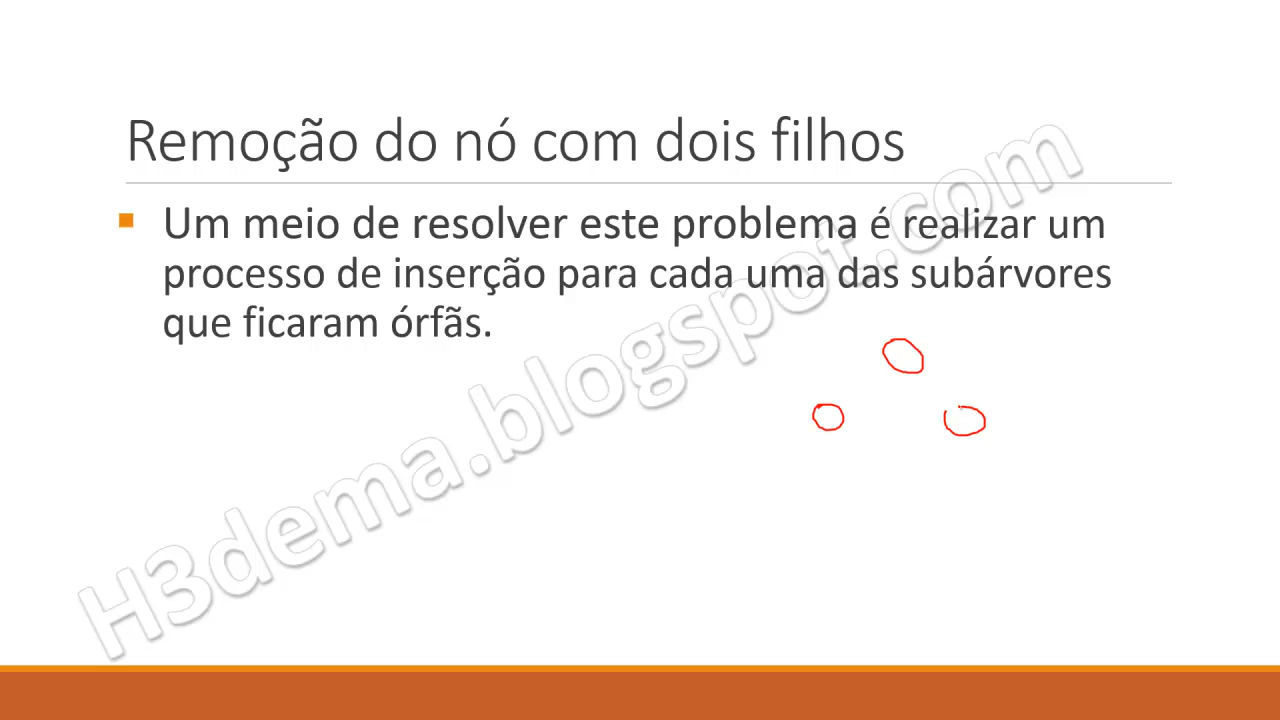 Remoção do nó com dois filhos
Um meio de resolver este problema é realizar um
processo de inserção para cada uma das subárvores
que ficaram órfãs.
H3dema.blogspot.com